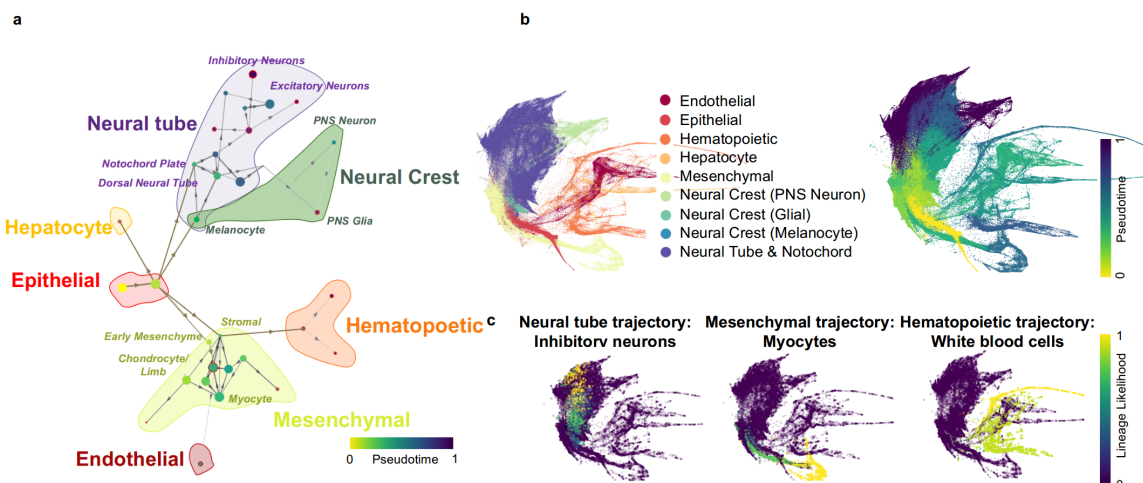 a
Inhibitory Neurons
Excitatory Neurons
Neural tube
PNS Neuron
Notochord Plate
Dorsal Neural Tube
Neural Crest
Hepatocyte
Melanocyte
PNS Glia
Epithelial
Stromal
Hematopoetic
Early Mesenchyme
Chondrocyte/
Limb
Myocyte
Mesenchymal
Endothelial
0 Pseudotime 1
b
Endothelial
Epithelial
Hematopoietic
Hepatocyte
Mesenchymal
Neural Crest (PNS Neuron)
Neural Crest (Glial)
Neural Crest (Melanocyte)
Neural Tube & Notochord
1
Pseudotime
0
c
Neural tube trajectory:
Inhibitory neurons
Mesenchymal trajectory:
Myocytes
Hematopoietic trajectory:
White blood cells
1
Lineage Likelihood
0